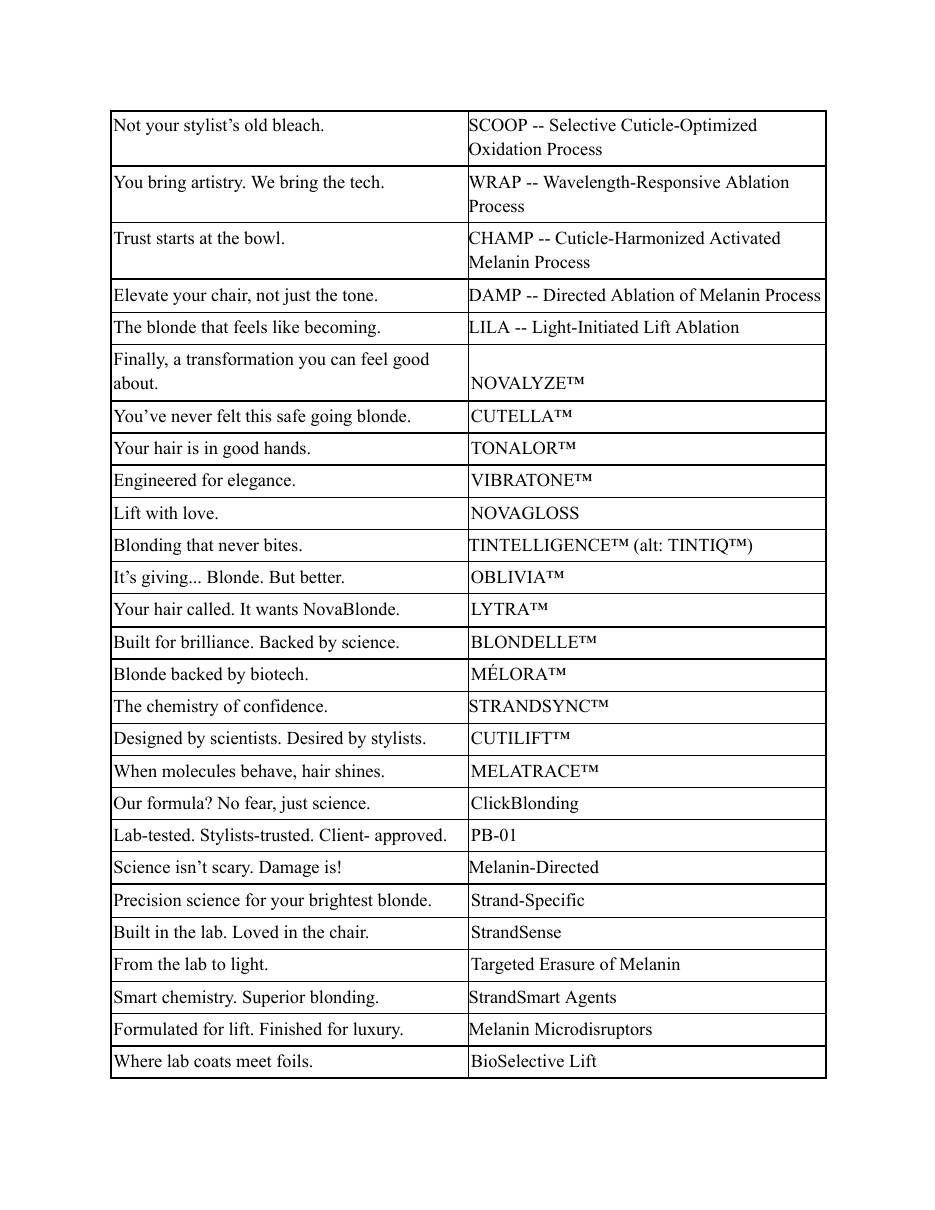 Not your stylist’s old bleach.
SCOOP -- Selective Cuticle-Optimized
Oxidation Process
You bring artistry. We bring the tech.
WRAP -- Wavelength-Responsive Ablation
Process
Trust starts at the bowl.
CHAMP -- Cuticle-Harmonized Activated
Melanin Process
Elevate your chair, not just the tone.
DAMP -- Directed Ablation of Melanin Process
The blonde that feels like becoming.
LILA -- Light-Initiated Lift Ablation
Finally, a transformation you can feel good
about.
NOVALYZE™
You’ve never felt this safe going blonde.
CUTELLA™
Your hair is in good hands.
TONALOR™
Engineered for elegance.
VIBRATONE™
Lift with love.
NOVAGLOSS
Blonding that never bites.
TINTELLIGENCE™ (alt: TINTIQ™)
It’s giving... Blonde. But better.
OBLIVIA™
Your hair called. It wants NovaBlonde.
LYTRA™
Built for brilliance. Backed by science.
BLONDELLE™
Blonde backed by biotech.
MÉLORA™
The chemistry of confidence.
STRANDSYNC™
Designed by scientists. Desired by stylists.
CUTILIFT™
When molecules behave, hair shines.
MELATRACE™
Our formula? No fear, just science.
ClickBlonding
Lab-tested. Stylists-trusted. Client- approved.
PB-01
Science isn’t scary. Damage is!
Melanin-Directed
Precision science for your brightest blonde.
Strand-Specific
Built in the lab. Loved in the chair.
StrandSense
From the lab to light.
Targeted Erasure of Melanin
Smart chemistry. Superior blonding.
StrandSmart Agents
Formulated for lift. Finished for luxury.
Melanin Microdisruptors
Where lab coats meet foils.
BioSelective Lift